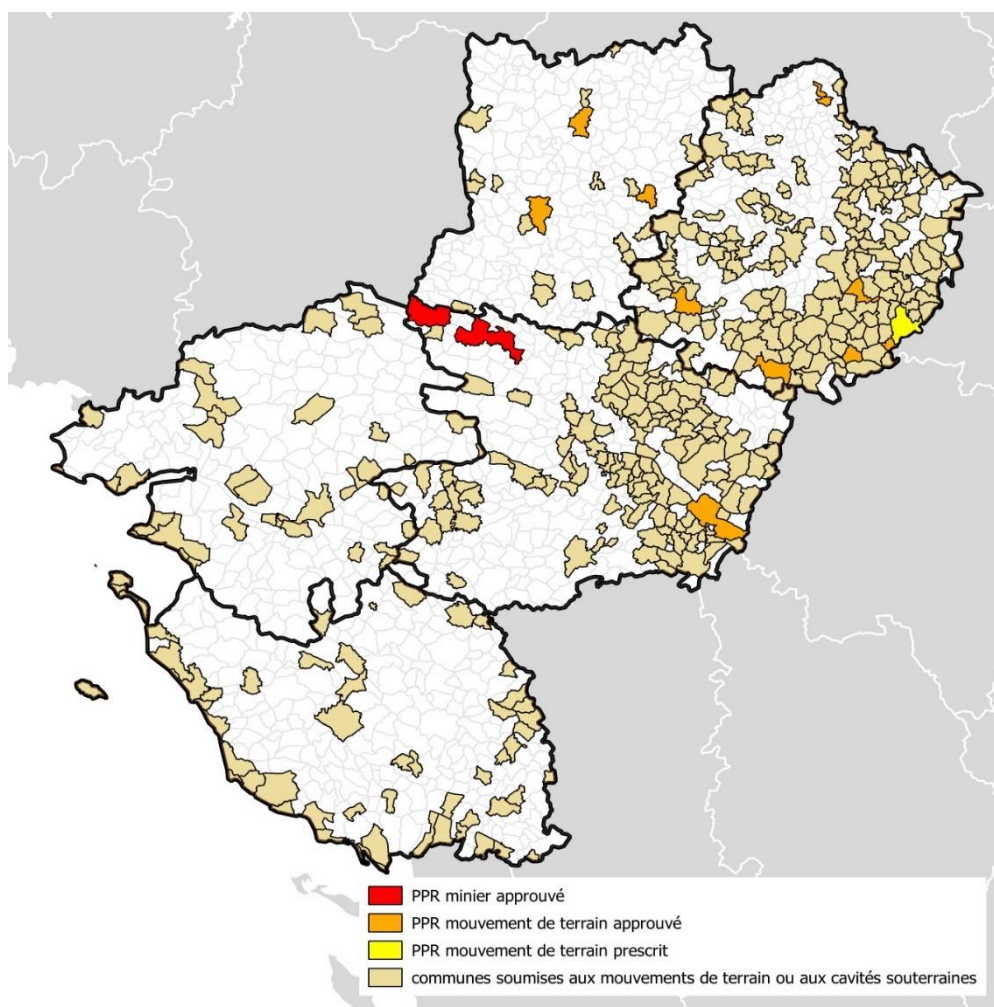 PPR minier approuvé
PPR mouvement de terrain approuvé
PPR mouvement de terrain prescrit
communes soumises aux mouvements de terrain ou aux cavités souterraines